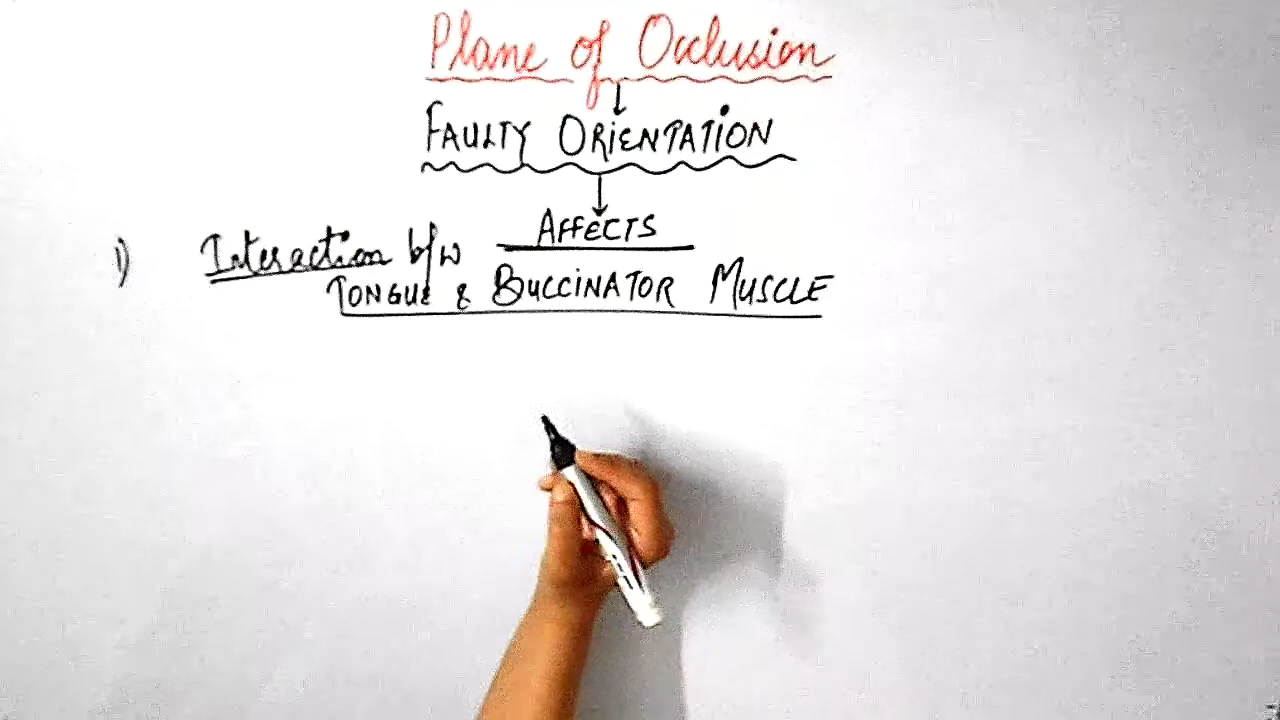 Plane of Occlusion
FAULTY ORIENTATION
AFFECTS
1) Interaction b/w
TONGUE & BUCCINATOR MUSCLE